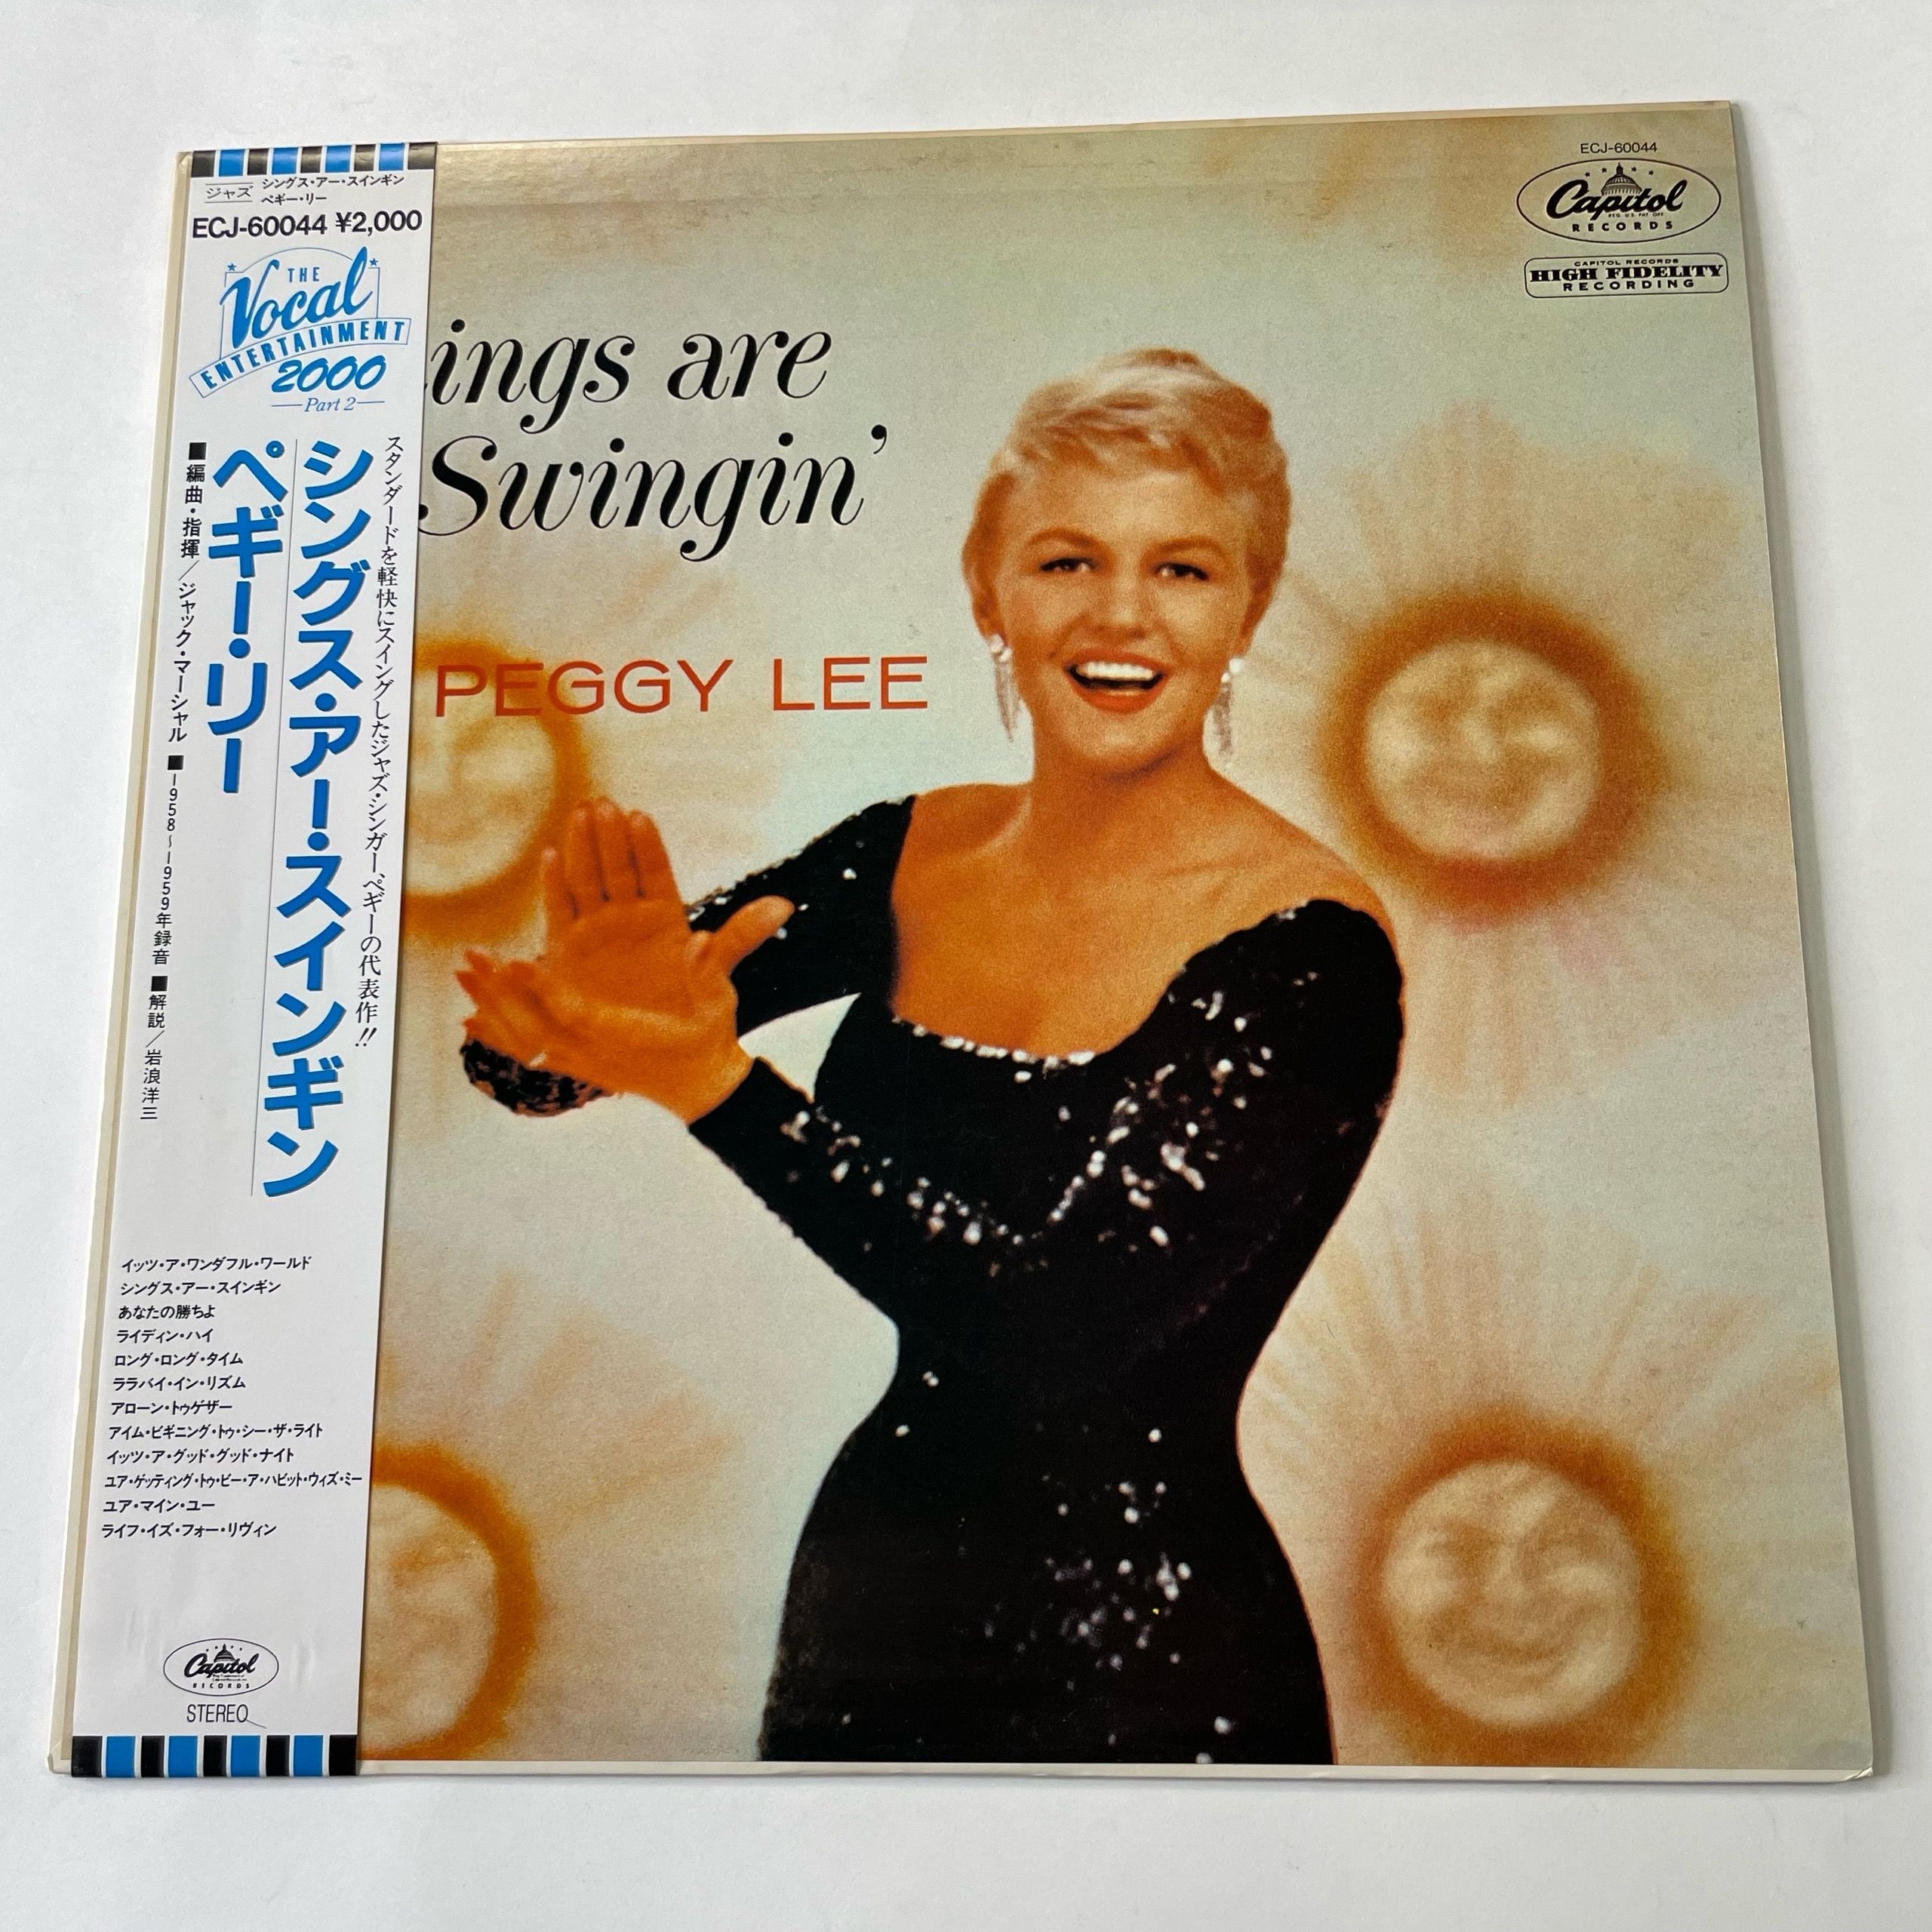 ジャズ
シングス・アー・スインギン
ペギー・リー
ECJ-60044 ¥2,000
THE
Vocal
ENTERTAINMENT
2000
Part 2
スタンダードを軽快にスイングしたジャズ・シンガー、ペギーの代表作!!
シングス・アー・スインギン
ペギー・リー
■編曲・指揮/ジャック・マーシャル ■1958~1959年録音 ■解説/岩浪洋三
イッツ・ア・ワンダフル・ワールド
シングス・アー・スインギン
あなたの勝ちよ
ライディン・ハイ
ロング・ロング・タイム
ララバイ・イン・リズム
アローン・トゥゲザー
アイム・ビギニング・トゥ・シー・ザ・ライト
イッツ・ア・グッド・グッド・ナイト
ユア・ゲッティング・トゥ・ビー・ア・ハビット・ウィズ・ミー
ユア・マイン・ユー
ライフ・イズ・フォー・リヴィン
Capitol
RECORDS
STEREO
ings are
Swingin'
PEGGY LEE
ECJ-60044
Capitol
REG. U.S. PAT. OFF.
RECORDS
CAPITOL RECORDS
HIGH FIDELITY
RECORDING